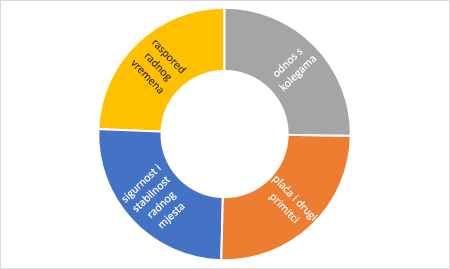 raspored
radnog
vremena
odnos s
kolegama
sigurnost i
stabilnost
radnog
mjesta
plaća i drugi
primitci